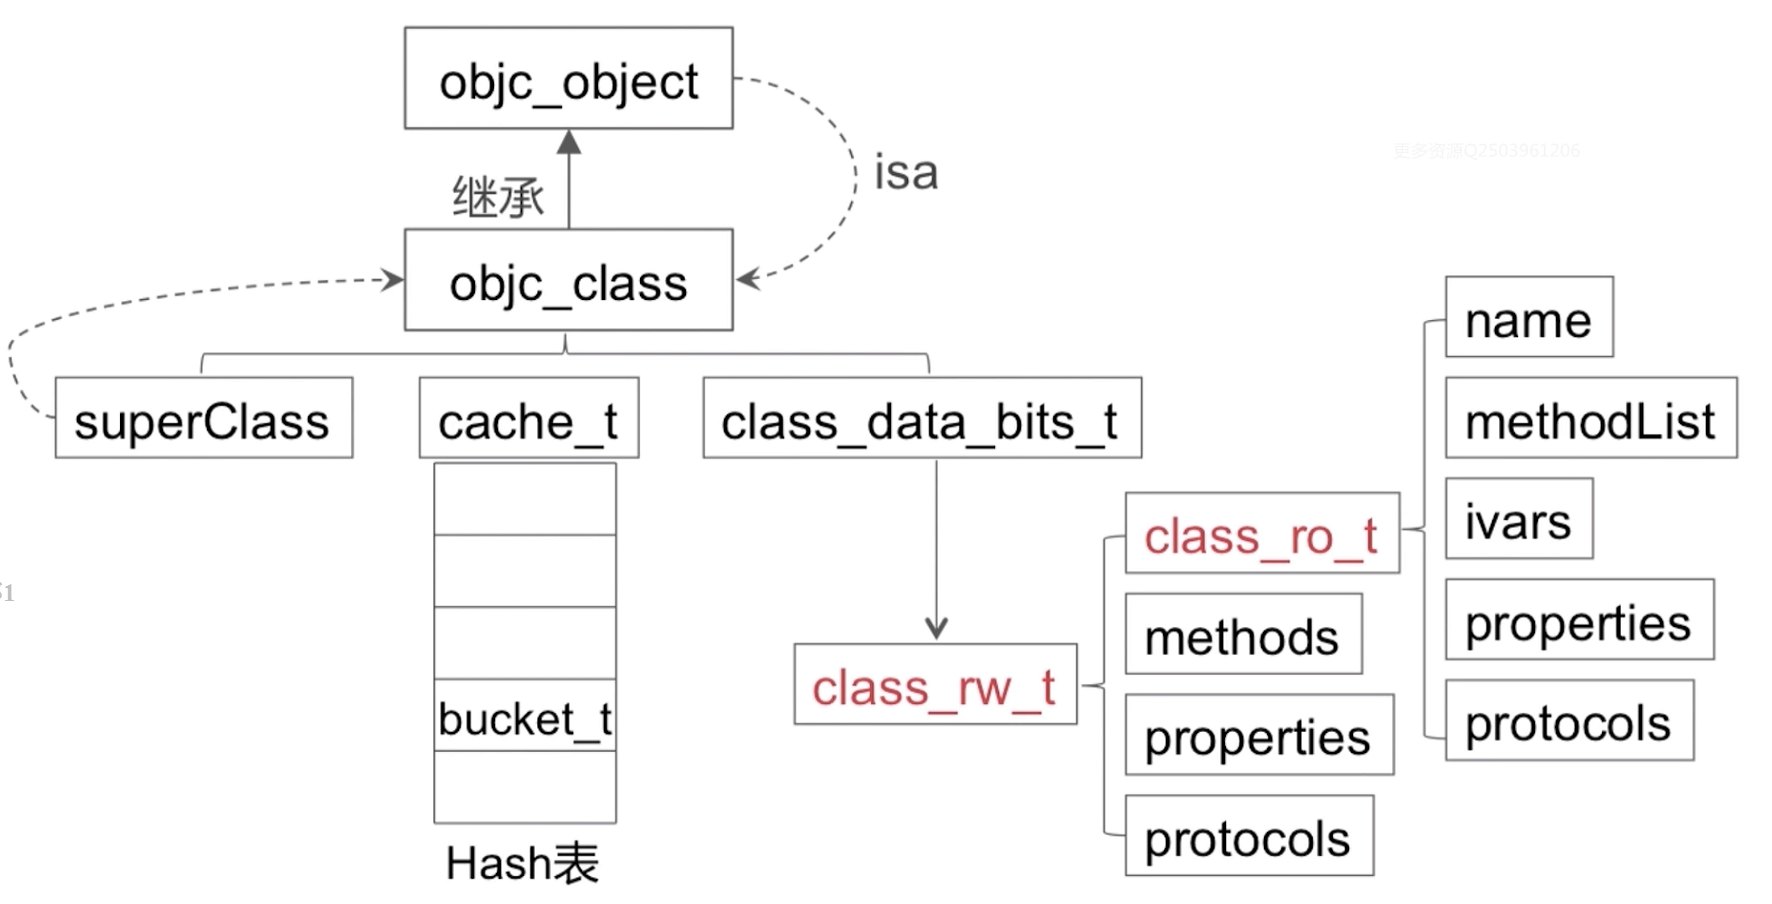 objc_object
更多资源Q2503961206
isa
继承
objc_class
name
superClass
cache_t
class_data_bits_t
methodList
class_ro_t
ivars
methods
properties
class_rw_t
bucket_t
properties
protocols
protocols
Hash表